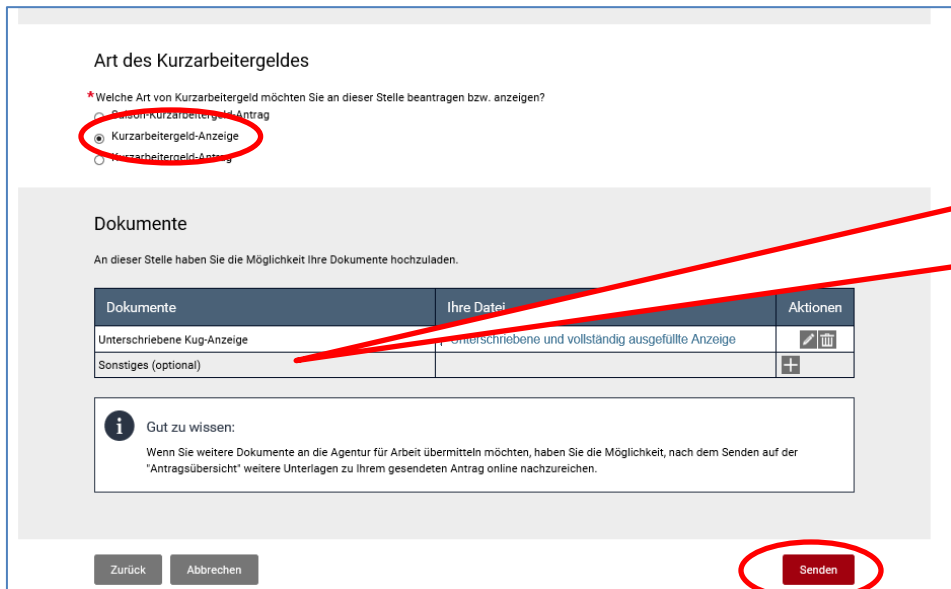 Art des Kurzarbeitergeldes
*Welche Art von Kurzarbeitergeld möchten Sie an dieser Stelle beantragen bzw. anzeigen?
Saison-Kurzarbeitergeld-Antrag
Kurzarbeitergeld-Anzeige
Kurzarbeitergeld-Antrag
Dokumente
An dieser Stelle haben Sie die Möglichkeit Ihre Dokumente hochzuladen.
Dokumente Ihre Datei Aktionen
Unterschriebene Kug-Anzeige Unterschriebene und vollständig ausgefüllte Anzeige
Sonstiges (optional)
Gut zu wissen:
Wenn Sie weitere Dokumente an die Agentur für Arbeit übermitteln möchten, haben Sie die Möglichkeit, nach dem Senden auf der
"Antragsübersicht" weitere Unterlagen zu Ihrem gesendeten Antrag online nachzureichen.
Zurück Abbrechen Senden